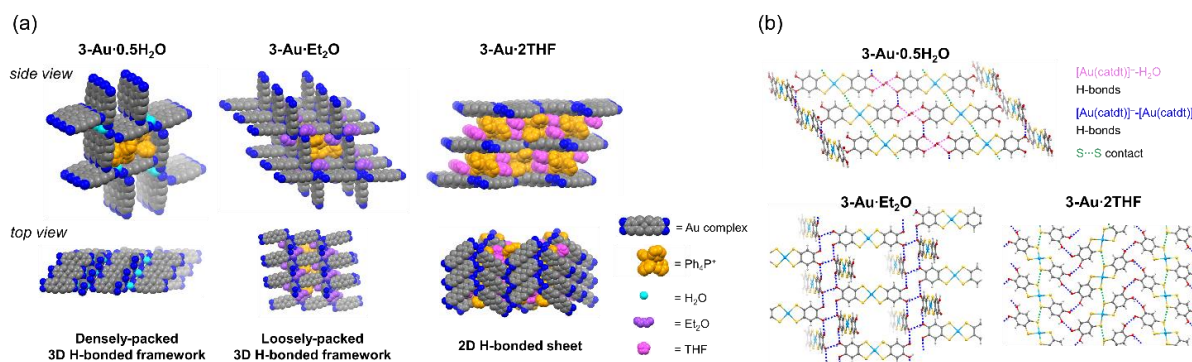 (a)
3-Au·0.5H₂O
3-Au·Et₂O
3-Au·2THF
side view
top view
= Au complex
= Ph₄P⁺
= H₂O
= Et₂O
= THF
Densely-packed
3D H-bonded framework
Loosely-packed
3D H-bonded framework
2D H-bonded sheet
(b)
3-Au·0.5H₂O
[Au(catdt)]⁻-H₂O
H-bonds
[Au(catdt)]⁻-[Au(catdt)]
H-bonds
S···S contact
3-Au·Et₂O
3-Au·2THF